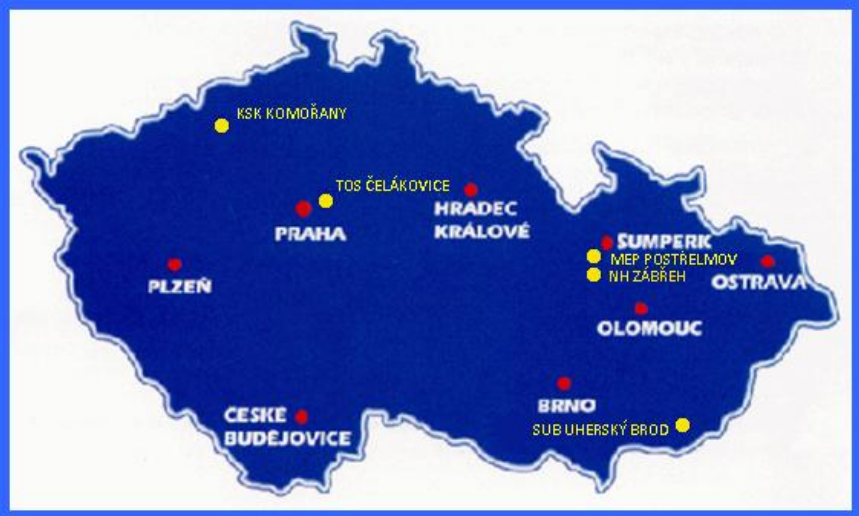 KSK KOMOŘANY
TOS ČELÁKOVICE
PRAHA
HRADEC
KRÁLOVÉ
ŠUMPERK
MEP POSTŘELMOV
NH ZÁBŘEH
OSTRAVA
PLZEŇ
OLOMOUC
BRNO
ČESKÉ
BUDĚJOVICE
SUB UHERSKÝ BROD